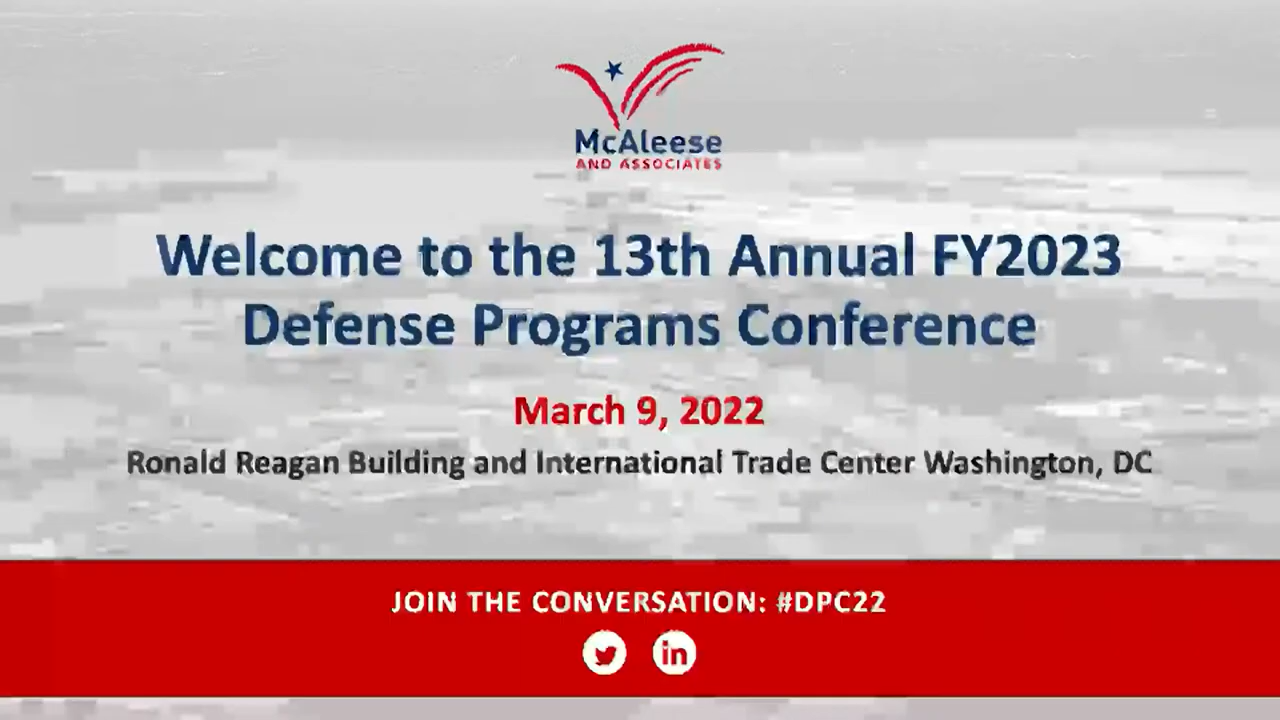 McAleese
AND ASSOCIATES
Welcome to the 13th Annual FY2023
Defense Programs Conference
March 9, 2022
Ronald Reagan Building and International Trade Center Washington, DC
JOIN THE CONVERSATION: #DPC22
in